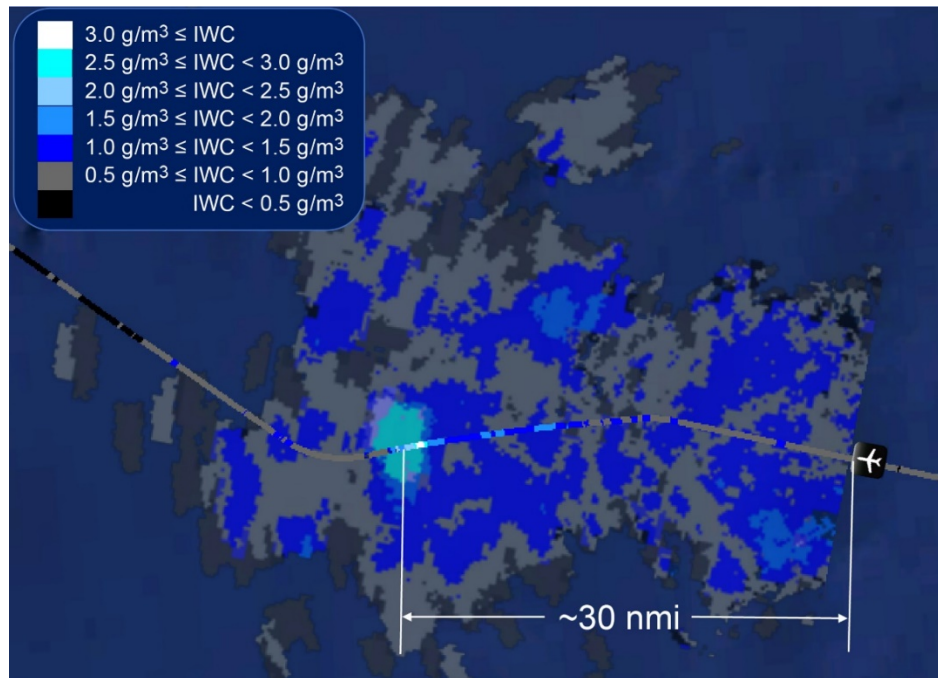 3.0 g/m³ ≤ IWC
2.5 g/m³ ≤ IWC < 3.0 g/m³
2.0 g/m³ ≤ IWC < 2.5 g/m³
1.5 g/m³ ≤ IWC < 2.0 g/m³
1.0 g/m³ ≤ IWC < 1.5 g/m³
0.5 g/m³ ≤ IWC < 1.0 g/m³
IWC < 0.5 g/m³
~30 nmi